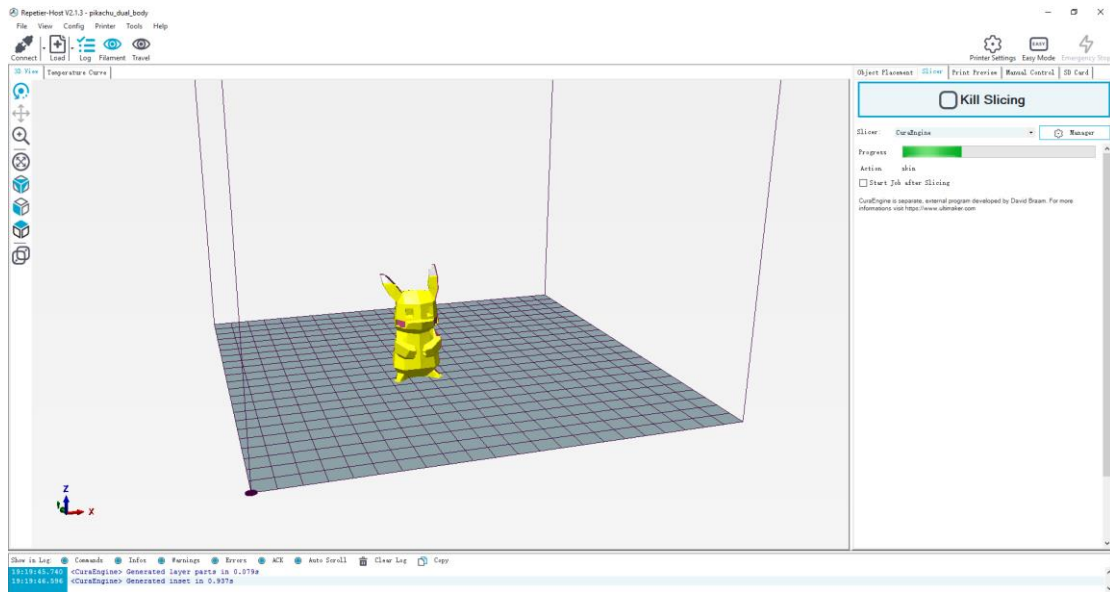 Repetier-Host V2.1.3 - pikachu_dual_body
File View Config Printer Tools Help
Connect Load Log Filament Travel
Printer Settings Easy Mode Emergency Stop
EASY
3D View Temperature Curve
Object Placement Slicer Print Preview Manual Control SD Card
Kill Slicing
Slicer: CuraEngine Manager
Progress
Action skin
Start Job after Slicing
CuraEngine is separate, external program developed by David Braam. For more
informations visit https://www.ultimaker.com
Z
X
Show in Log Commands Infos Warnings Errors ACK Auto Scroll Clear Log Copy
19:19:45.740 <CuraEngine> Generated layer parts in 0.079s
19:19:46.896 <CuraEngine> Generated inset in 0.937s